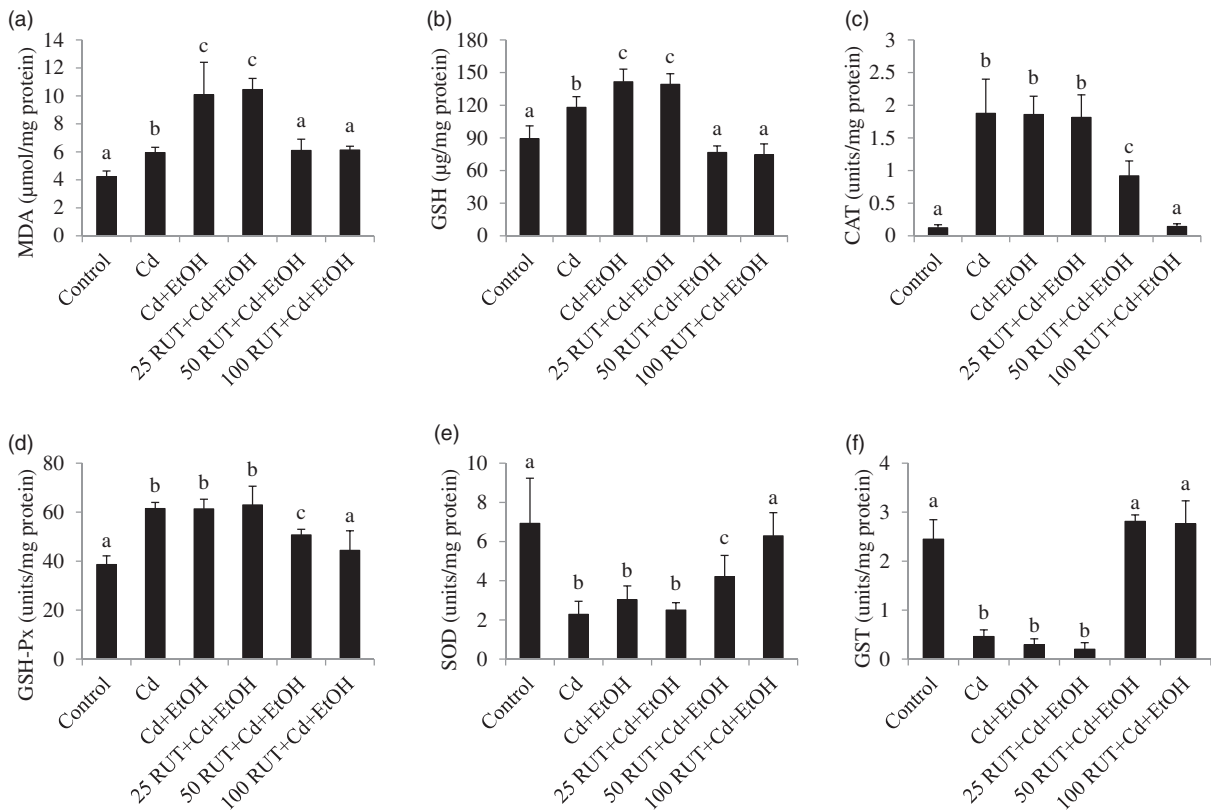 (a)
MDA (µmol/mg protein)
14
12
10
8
6
4
2
0
a
b
c
c
a
a
Control
Cd
Cd+EtOH
25 RUT+Cd+EtOH
50 RUT+Cd+EtOH
100 RUT+Cd+EtOH
(b)
GSH (µg/mg protein)
180
150
120
90
60
30
0
a
b
c
c
a
a
Control
Cd
Cd+EtOH
25 RUT+Cd+EtOH
50 RUT+Cd+EtOH
100 RUT+Cd+EtOH
(c)
CAT (units/mg protein)
3
2.5
2
1.5
1
0.5
0
a
b
b
b
c
a
Control
Cd
Cd+EtOH
25 RUT+Cd+EtOH
50 RUT+Cd+EtOH
100 RUT+Cd+EtOH
(d)
GSH-Px (units/mg protein)
80
60
40
20
0
a
b
b
b
c
a
Control
Cd
Cd+EtOH
25 RUT+Cd+EtOH
50 RUT+Cd+EtOH
100 RUT+Cd+EtOH
(e)
SOD (units/mg protein)
10
8
6
4
2
0
a
b
b
b
c
a
Control
Cd
Cd+EtOH
25 RUT+Cd+EtOH
50 RUT+Cd+EtOH
100 RUT+Cd+EtOH
(f)
GST (units/mg protein)
4
3
2
1
0
a
b
b
b
a
a
Control
Cd
Cd+EtOH
25 RUT+Cd+EtOH
50 RUT+Cd+EtOH
100 RUT+Cd+EtOH